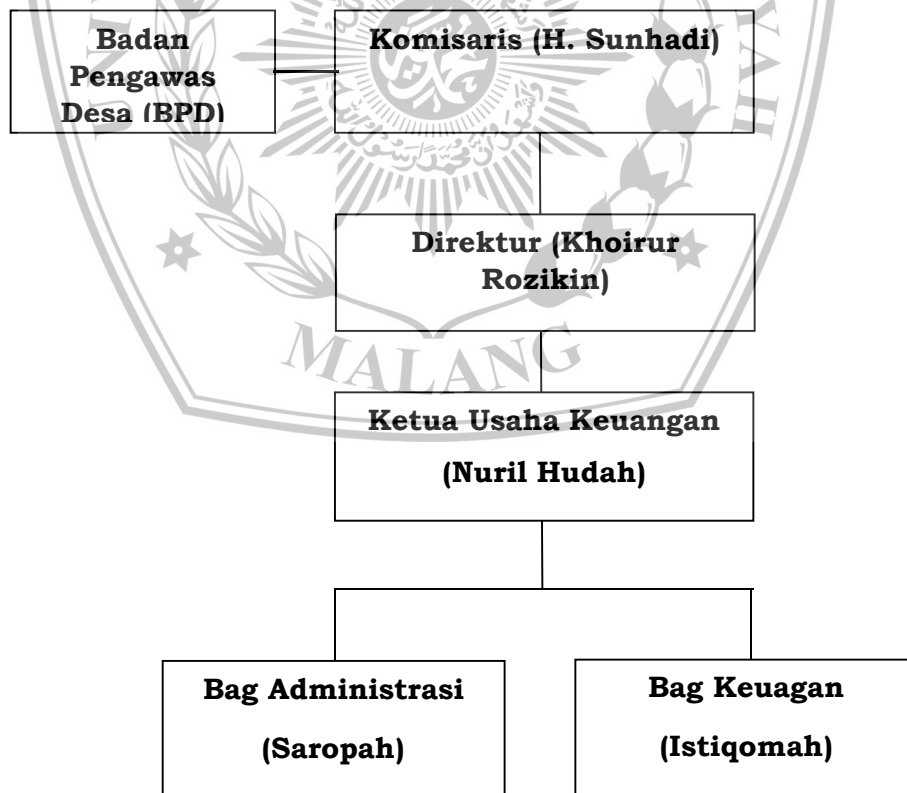 Badan
Pengawas
Desa (BPD)
Komisaris (H. Sunhadi)
Direktur (Khoirur
Rozikin)
MALANG
Ketua Usaha Keuangan
(Nuril Hudah)
Bag Administrasi
(Saropah)
Bag Keuagan
(Istiqomah)